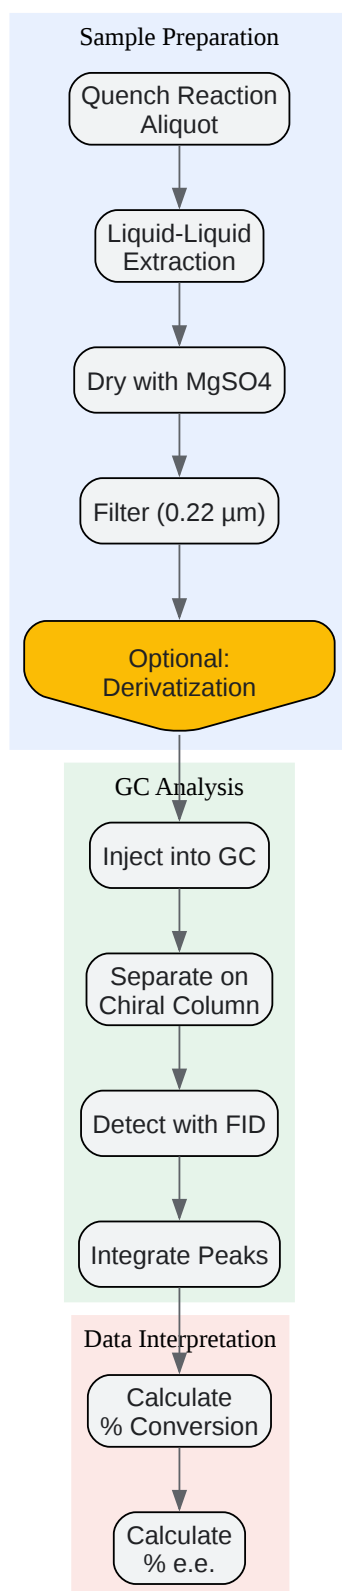 Sample Preparation
Quench Reaction
Aliquot
Liquid-Liquid
Extraction
Dry with MgSO4
Filter (0.22 µm)
Optional:
Derivatization
GC Analysis
Inject into GC
Separate on
Chiral Column
Detect with FID
Integrate Peaks
Data Interpretation
Calculate
% Conversion
Calculate
% e.e.